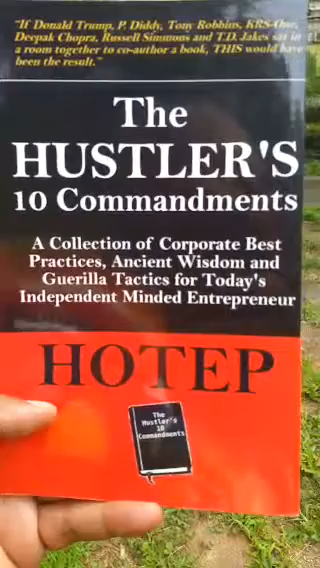 "If Donald Trump, P. Diddy, Tony Robbins, KRS-One,
Deepak Chopra, Russell Simmons and T.D. Jakes sat in
a room together to co-author a book, THIS would have
been the result."
The
HUSTLER'S
10 Commandments
A Collection of Corporate Best
Practices, Ancient Wisdom and
Guerilla Tactics for Today's
Independent Minded Entrepreneur
HOTEP
The
Hustler's
10
Commandments